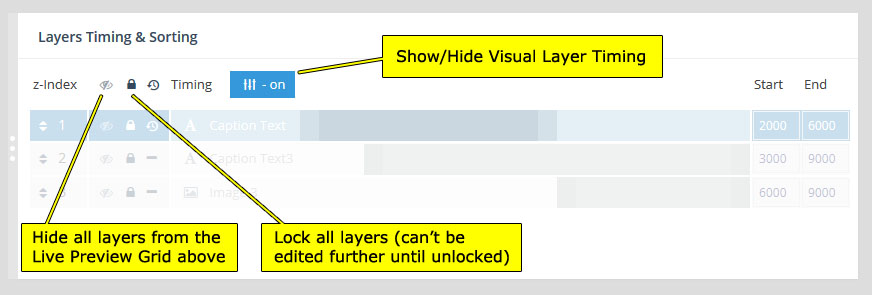 Layers Timing & Sorting
Show/Hide Visual Layer Timing
z-Index Timing - on Start End
1 A Caption Text 2000 6000
2 A Caption Text3 3000 9000
Image3 6000 9000
Hide all layers from the
Live Preview Grid above
Lock all layers (can’t be
edited further until unlocked)